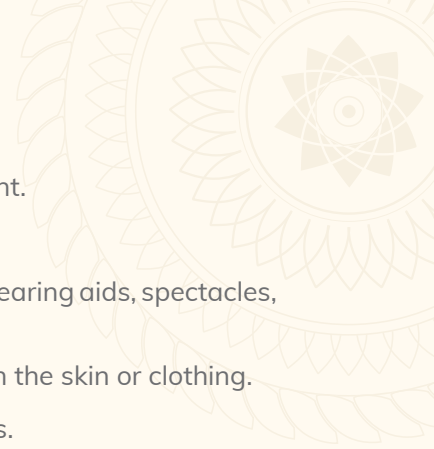 nt.
earing aids, spectacles,
n the skin or clothing.
s.